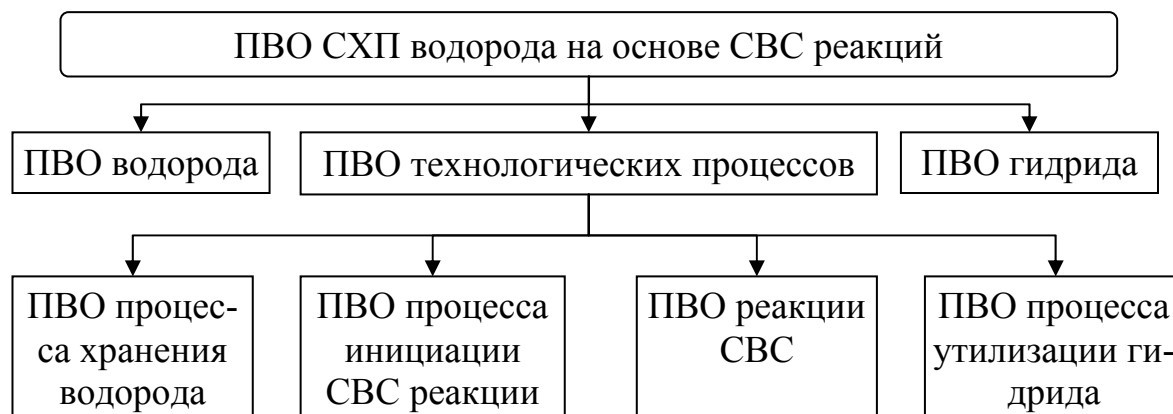 ПВО СХП водорода на основе СВС реакций
ПВО водорода
ПВО технологических процессов
ПВО гидрида
ПВО процес-
са хранения
водорода
ПВО процесса
инициации
СВС реакции
ПВО реакции
СВС
ПВО процесса
утилизации ги-
дрида